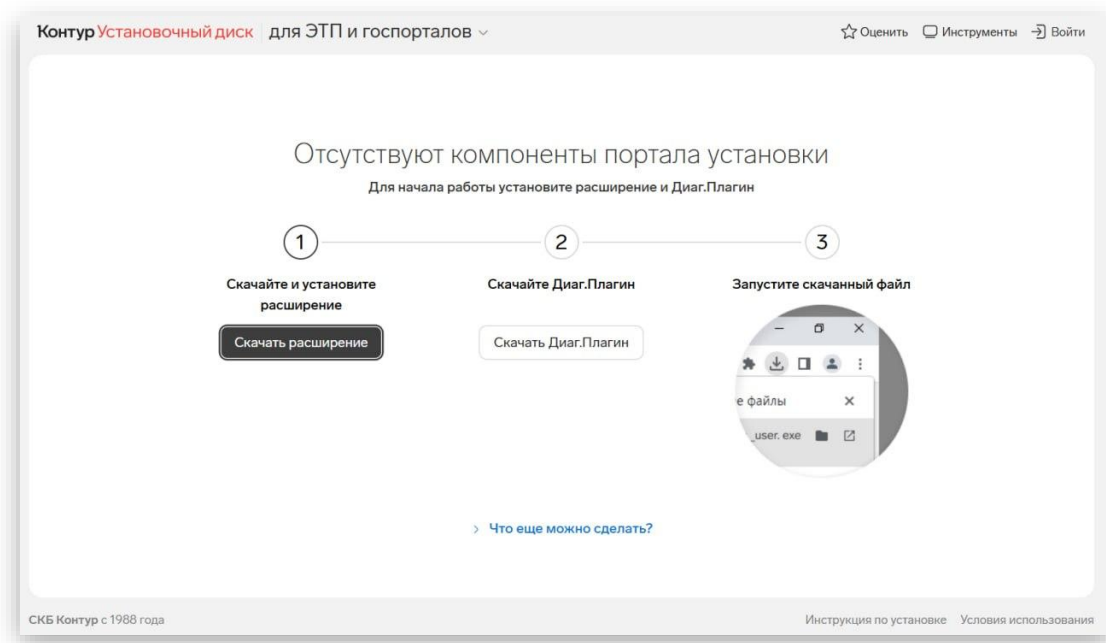 Контур Установочный диск для ЭТП и госпорталов
Оценить Инструменты Войти
Отсутствуют компоненты портала установки
Для начала работы установите расширение и Диаг.Плагин
1 2 3
Скачайте и установите
расширение
Скачать расширение
Скачайте Диаг.Плагин
Скачать Диаг.Плагин
Запустите скачанный файл
е файлы
_user. exe
Что еще можно сделать?
СКБ Контур с 1988 года
Инструкция по установке Условия использования